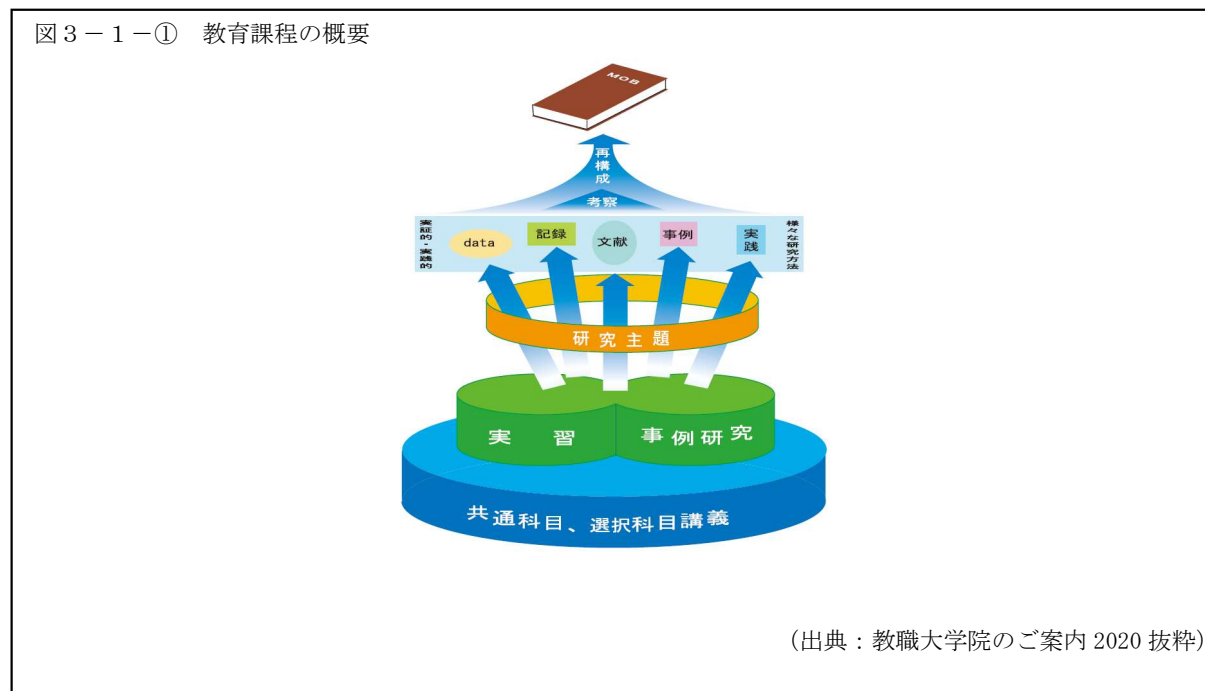 図３－１－① 教育課程の概要
MOB
再構成
考察
実証的・実践的
data
記録
文献
事例
実践
様々な研究方法
研究主題
実習
事例研究
共通科目、選択科目講義
（出典：教職大学院のご案内 2020 抜粋）